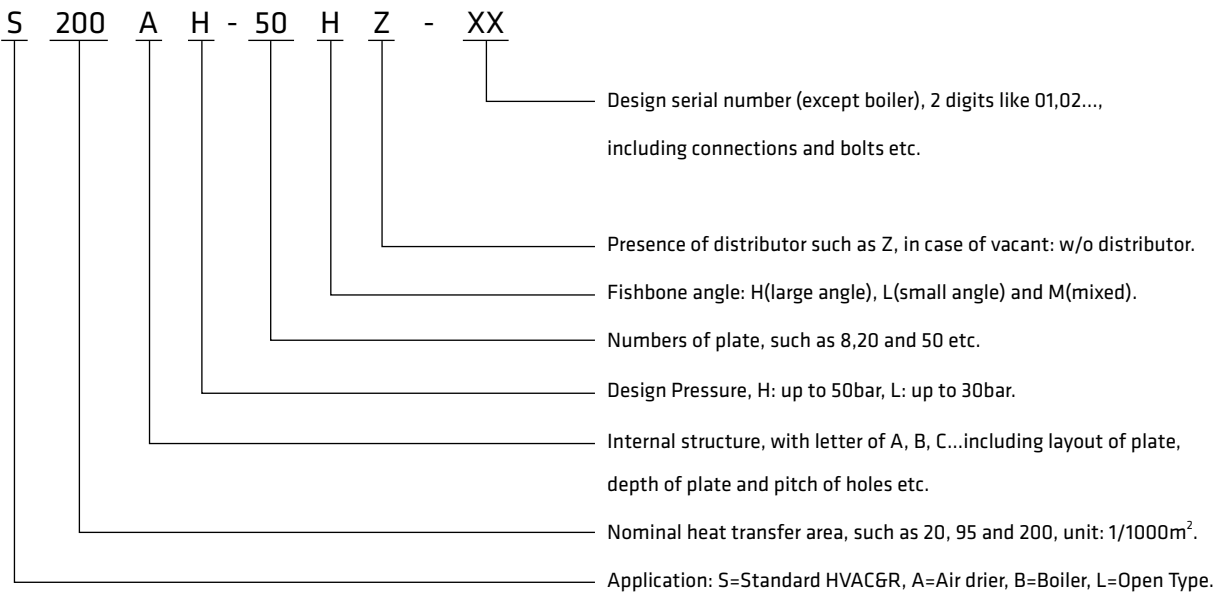 S 200 A H - 50 H Z - XX
Design serial number (except boiler), 2 digits like 01,02...,
including connections and bolts etc.
Presence of distributor such as Z, in case of vacant: w/o distributor.
Fishbone angle: H(large angle), L(small angle) and M(mixed).
Numbers of plate, such as 8,20 and 50 etc.
Design Pressure, H: up to 50bar, L: up to 30bar.
Internal structure, with letter of A, B, C...including layout of plate,
depth of plate and pitch of holes etc.
Nominal heat transfer area, such as 20, 95 and 200, unit: 1/1000m².
Application: S=Standard HVAC&R, A=Air drier, B=Boiler, L=Open Type.